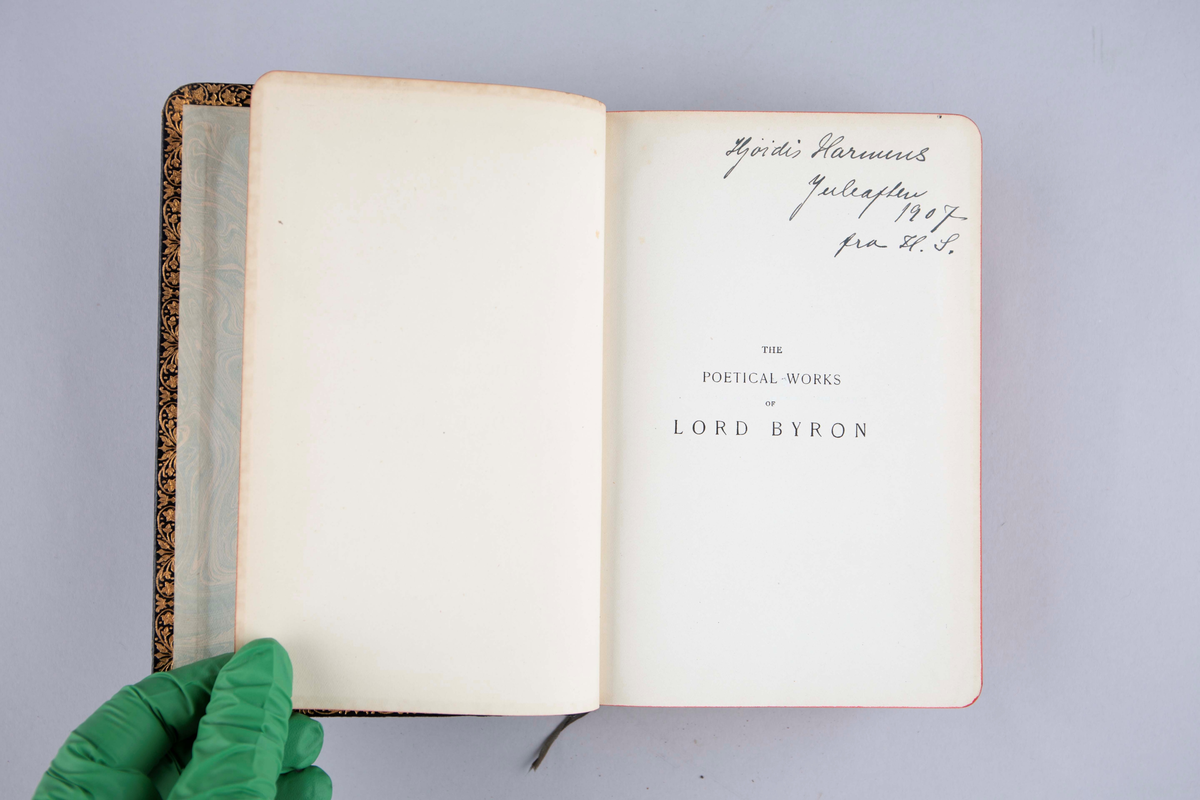 Hjördis Harmens
Juleaften
1907
fra H. S.
THE
POETICAL WORKS
OF
LORD BYRON